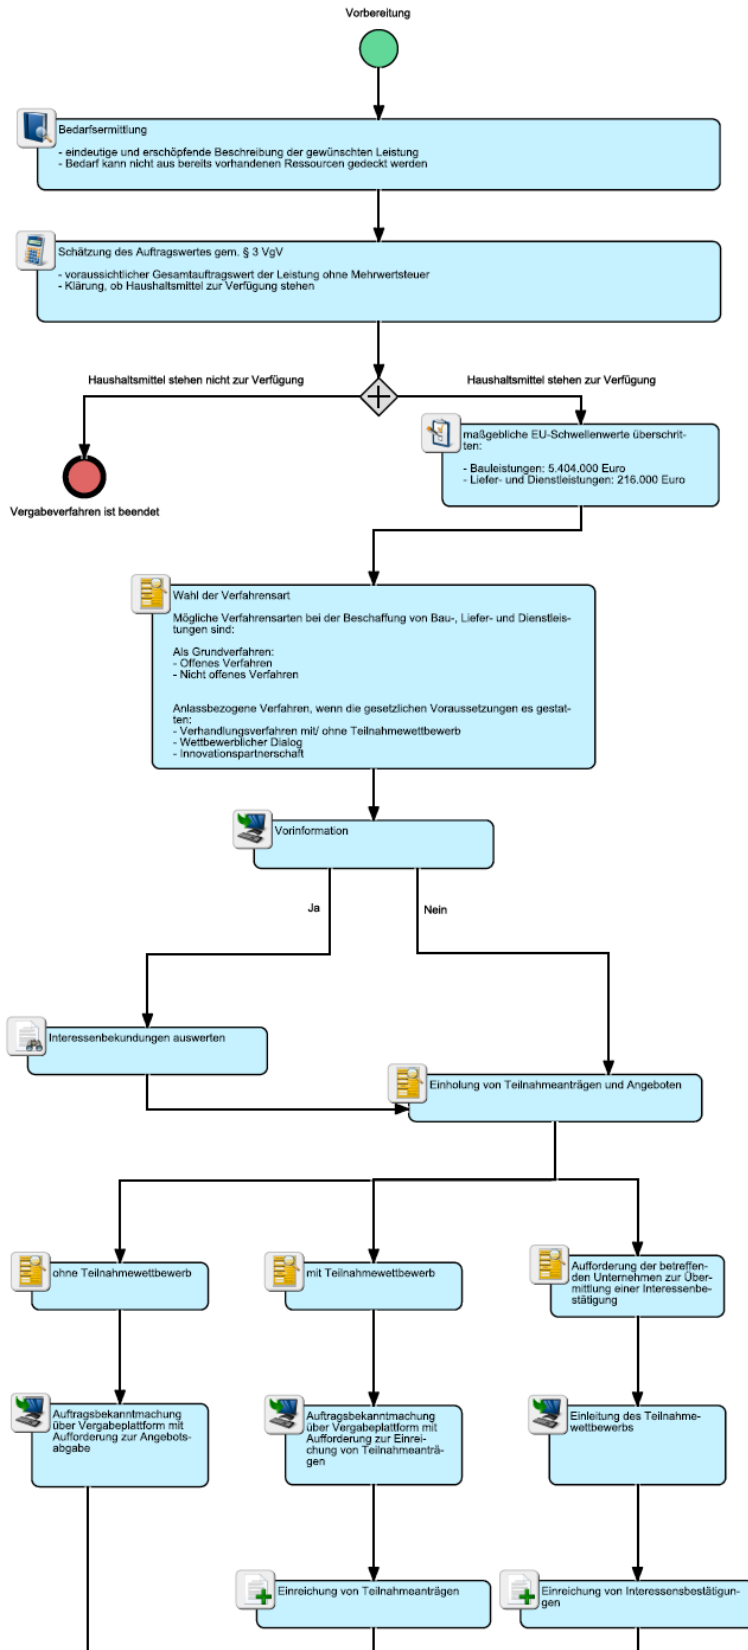 Vorbereitung
Bedarfsermittlung
- eindeutige und erschöpfende Beschreibung der gewünschten Leistung
- Bedarf kann nicht aus bereits vorhandenen Ressourcen gedeckt werden
Schätzung des Auftragswertes gem. § 3 VgV
- voraussichtlicher Gesamtauftragswert der Leistung ohne Mehrwertsteuer
- Klärung, ob Haushaltsmittel zur Verfügung stehen
Haushaltsmittel stehen nicht zur Verfügung
Haushaltsmittel stehen zur Verfügung
Vergabeverfahren ist beendet
maßgebliche EU-Schwellenwerte überschrit-
ten:
- Bauleistungen: 5.404.000 Euro
- Liefer- und Dienstleistungen: 216.000 Euro
Wahl der Verfahrensart
Mögliche Verfahrensarten bei der Beschaffung von Bau-, Liefer- und Dienstleis-
tungen sind:
Als Grundverfahren:
- Offenes Verfahren
- Nicht offenes Verfahren
Anlassbezogene Verfahren, wenn die gesetzlichen Voraussetzungen es gestat-
ten:
- Verhandlungsverfahren mit/ ohne Teilnahmewettbewerb
- Wettbewerblicher Dialog
- Innovationspartnerschaft
Vorinformation
Ja
Nein
Interessenbekundungen auswerten
Einholung von Teilnahmeanträgen und Angeboten
ohne Teilnahmewettbewerb
mit Teilnahmewettbewerb
Aufforderung der betreffen-
den Unternehmen zur Über-
mittlung einer Interessenbe-
stätigung
Auftragsbekanntmachung
über Vergabeplattform mit
Aufforderung zur Angebots-
abgabe
Auftragsbekanntmachung
über Vergabeplattform mit
Aufforderung zur Einrei-
chung von Teilnahmeanträ-
gen
Einleitung des Teilnahme-
wettbewerbs
Einreichung von Teilnahmeanträgen
Einreichung von Interessensbestätigun-
gen